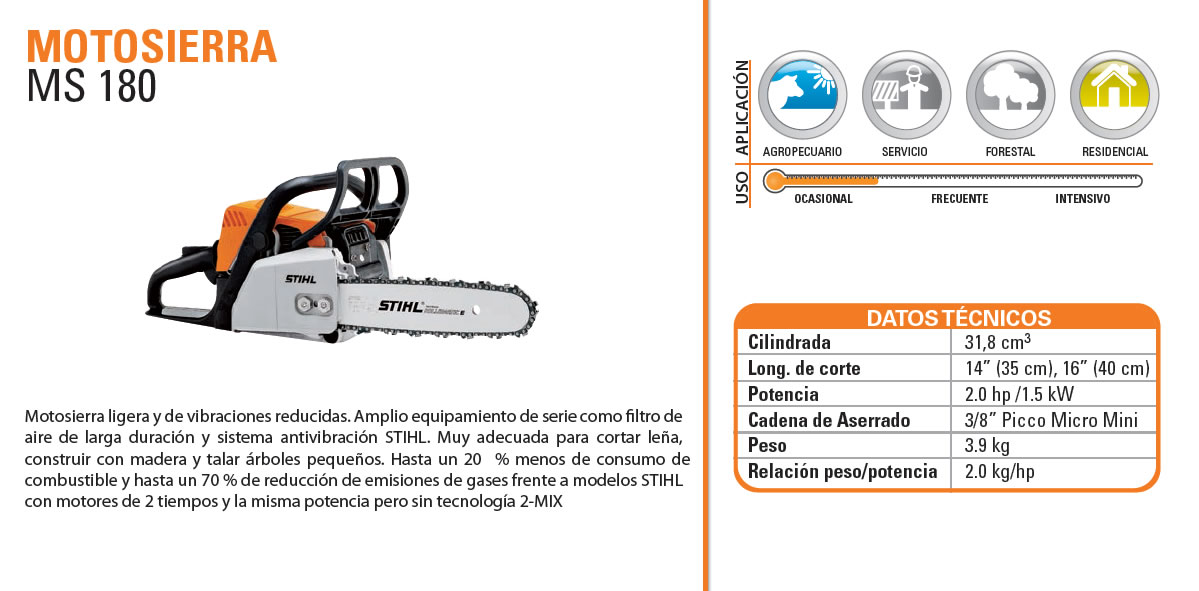 MOTOSIERRA
MS 180
STIHL
STIHL
Motosierra ligera y de vibraciones reducidas. Amplio equipamiento de serie como filtro de
aire de larga duración y sistema antivibración STIHL. Muy adecuada para cortar leña,
construir con madera y talar árboles pequeños. Hasta un 20 % menos de consumo de
combustible y hasta un 70 % de reducción de emisiones de gases frente a modelos STIHL
con motores de 2 tiempos y la misma potencia pero sin tecnología 2-MIX
APLICACIÓN
AGROPECUARIO SERVICIO FORESTAL RESIDENCIAL
USO
OCASIONAL FRECUENTE INTENSIVO
DATOS TÉCNICOS
Cilindrada 31,8 cm³
Long. de corte 14” (35 cm), 16” (40 cm)
Potencia 2.0 hp /1.5 kW
Cadena de Aserrado 3/8” Picco Micro Mini
Peso 3.9 kg
Relación peso/potencia 2.0 kg/hp